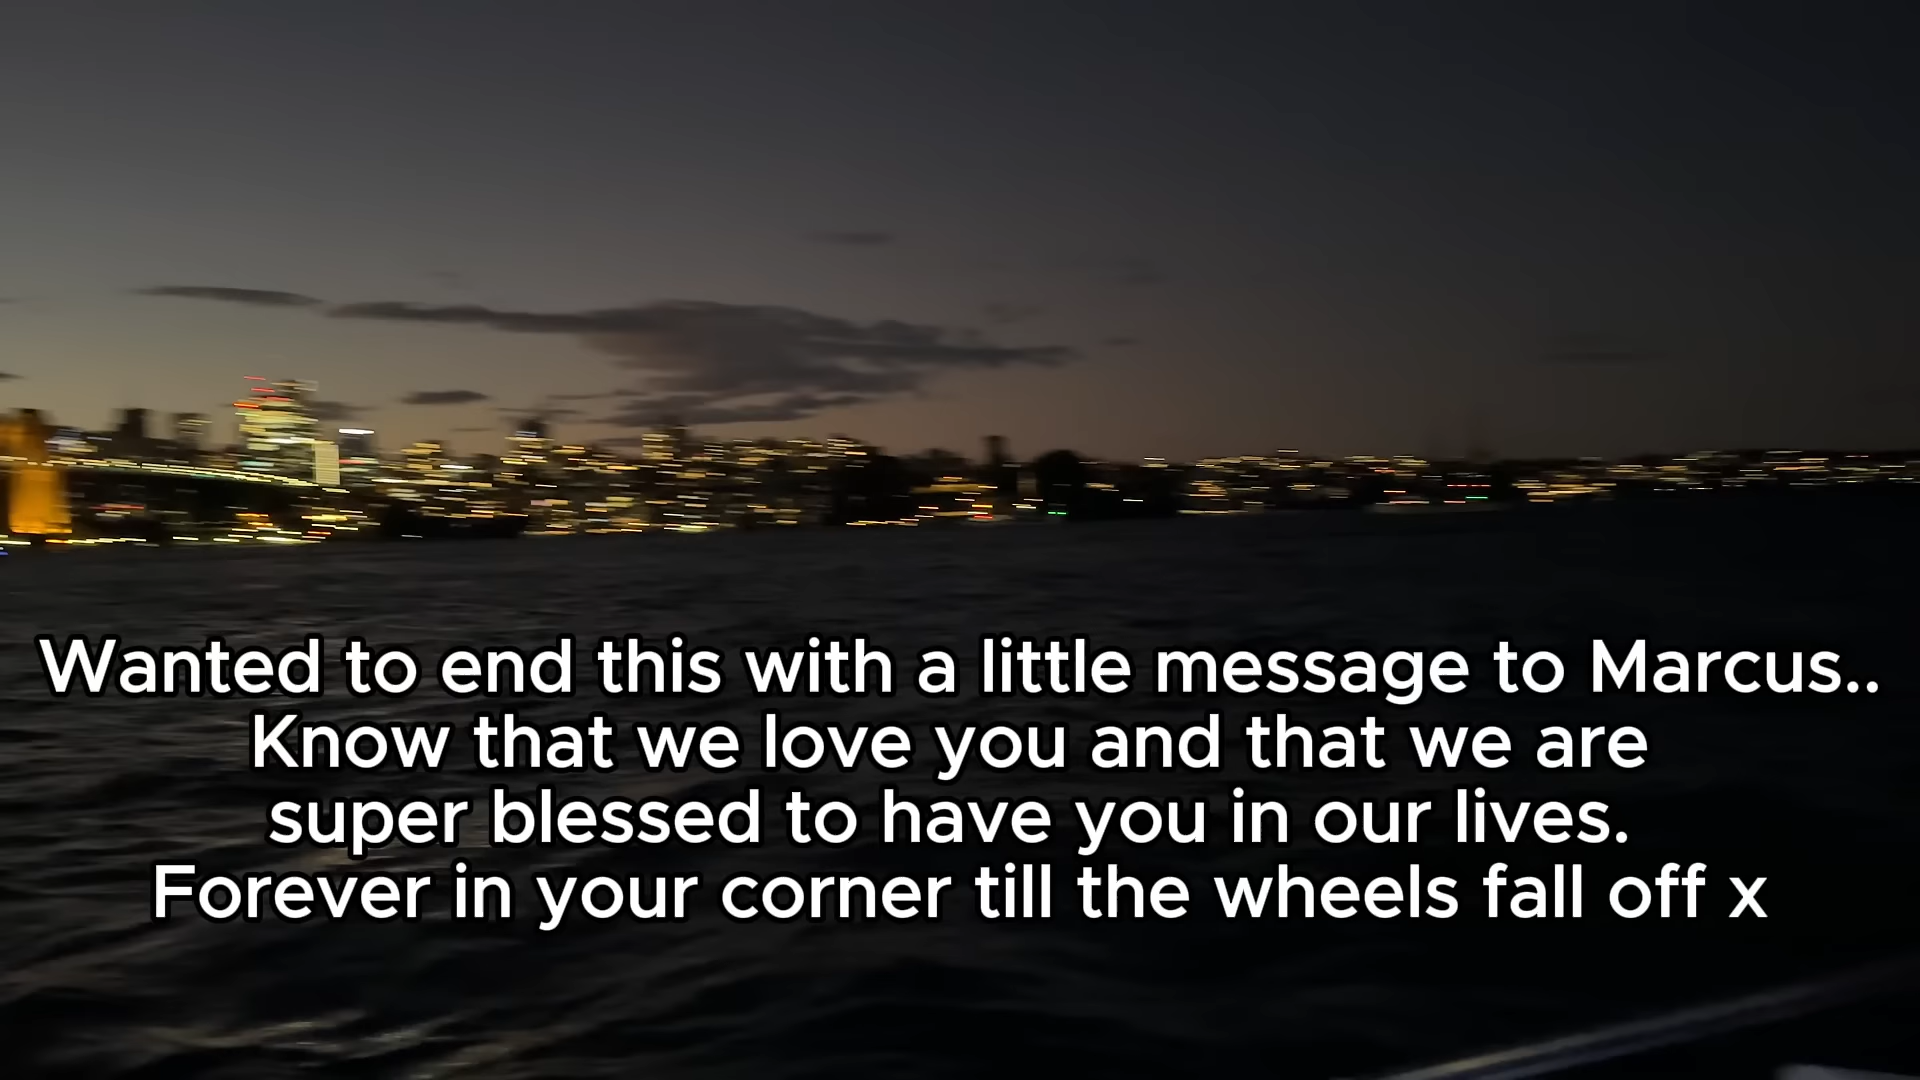 Wanted to end this with a little message to Marcus..
Know that we love you and that we are
super blessed to have you in our lives.
Forever in your corner till the wheels fall off x